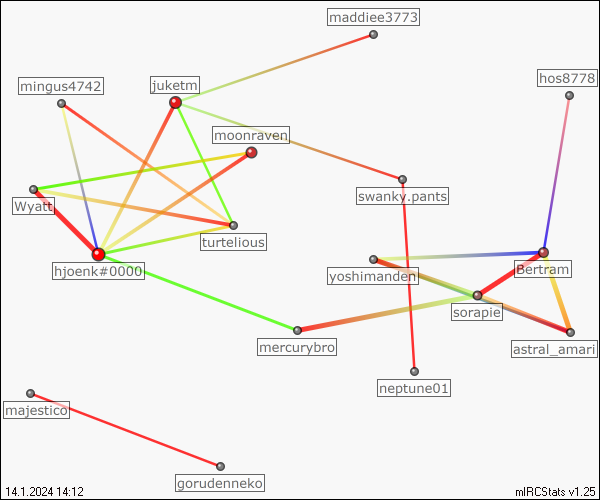 maddiee3773
mingus4742
juketm
hos8778
moonraven
swanky.pants
Wyatt
turtelious
hjoenk#0000
yoshimanden
Bertram
sorapie
mercurybro
astral_amari
neptune01
majestico
gorudenneko
14.1.2024 14:12
mIRCStats v1.25